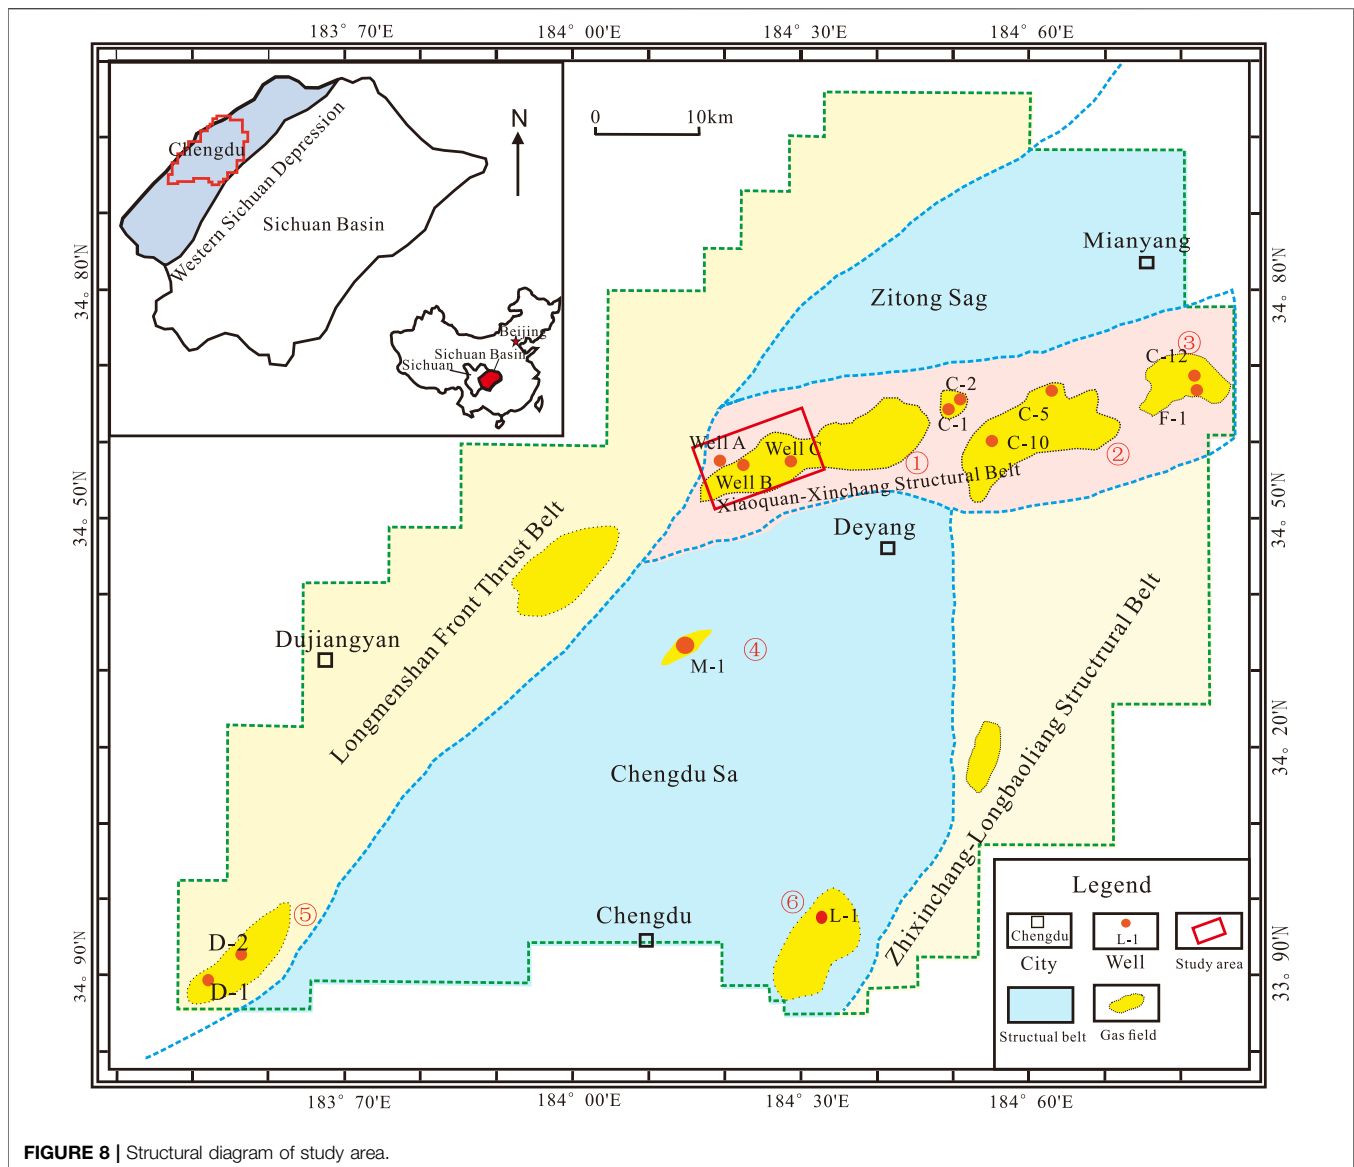 183° 70'E
184° 00'E
184° 30'E
184° 60'E
N
0
10km
Chengdu
Western Sichuan Depression
Sichuan Basin
Beijing
Sichuan Basin
Sichuan
34° 80'N
34° 80'N
Mianyang
Zitong Sag
③
C-12
C-2
C-1
C-5
F-1
C-10
Well A
Well C
Well B
①
②
Xiaoquan-Xinchang Structural Belt
34° 50'N
34° 50'N
Deyang
Longmenshan Front Thrust Belt
Dujiangyan
④
M-1
Zhixinchang-Longbaoliang Structrural Belt
34° 20'N
Chengdu Sa
⑤
D-2
D-1
Chengdu
⑥
L-1
34° 90'N
33° 90'N
Legend
Chengdu
L-1
City
Well
Study area
Structual belt
Gas field
183° 70'E
184° 00'E
184° 30'E
184° 60'E
FIGURE 8 | Structural diagram of study area.